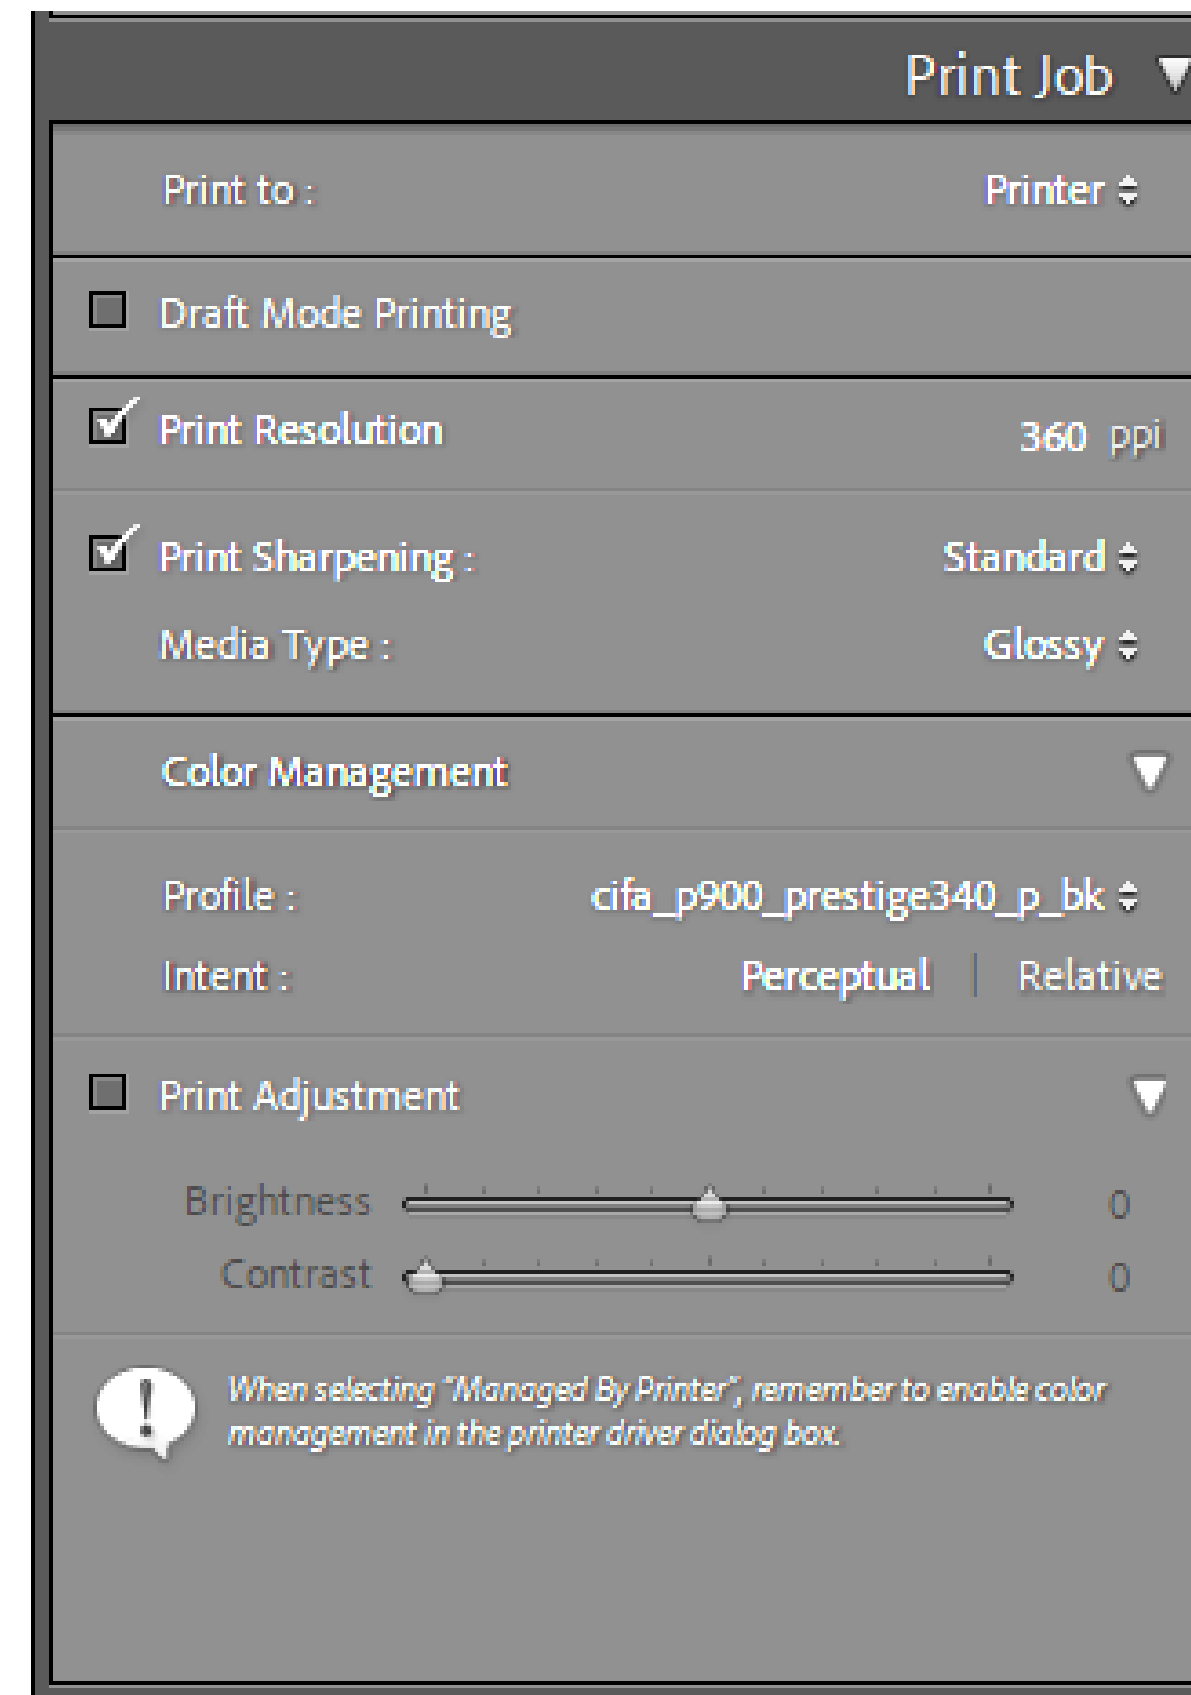 Print Job
Print to : Printer
Draft Mode Printing
Print Resolution 360 ppi
Print Sharpening : Standard
Media Type : Glossy
Color Management
Profile : cifa_p900_prestige340_p_bk
Intent : Perceptual | Relative
Print Adjustment
Brightness 0
Contrast 0
When selecting "Managed By Printer", remember to enable color
management in the printer driver dialog box.